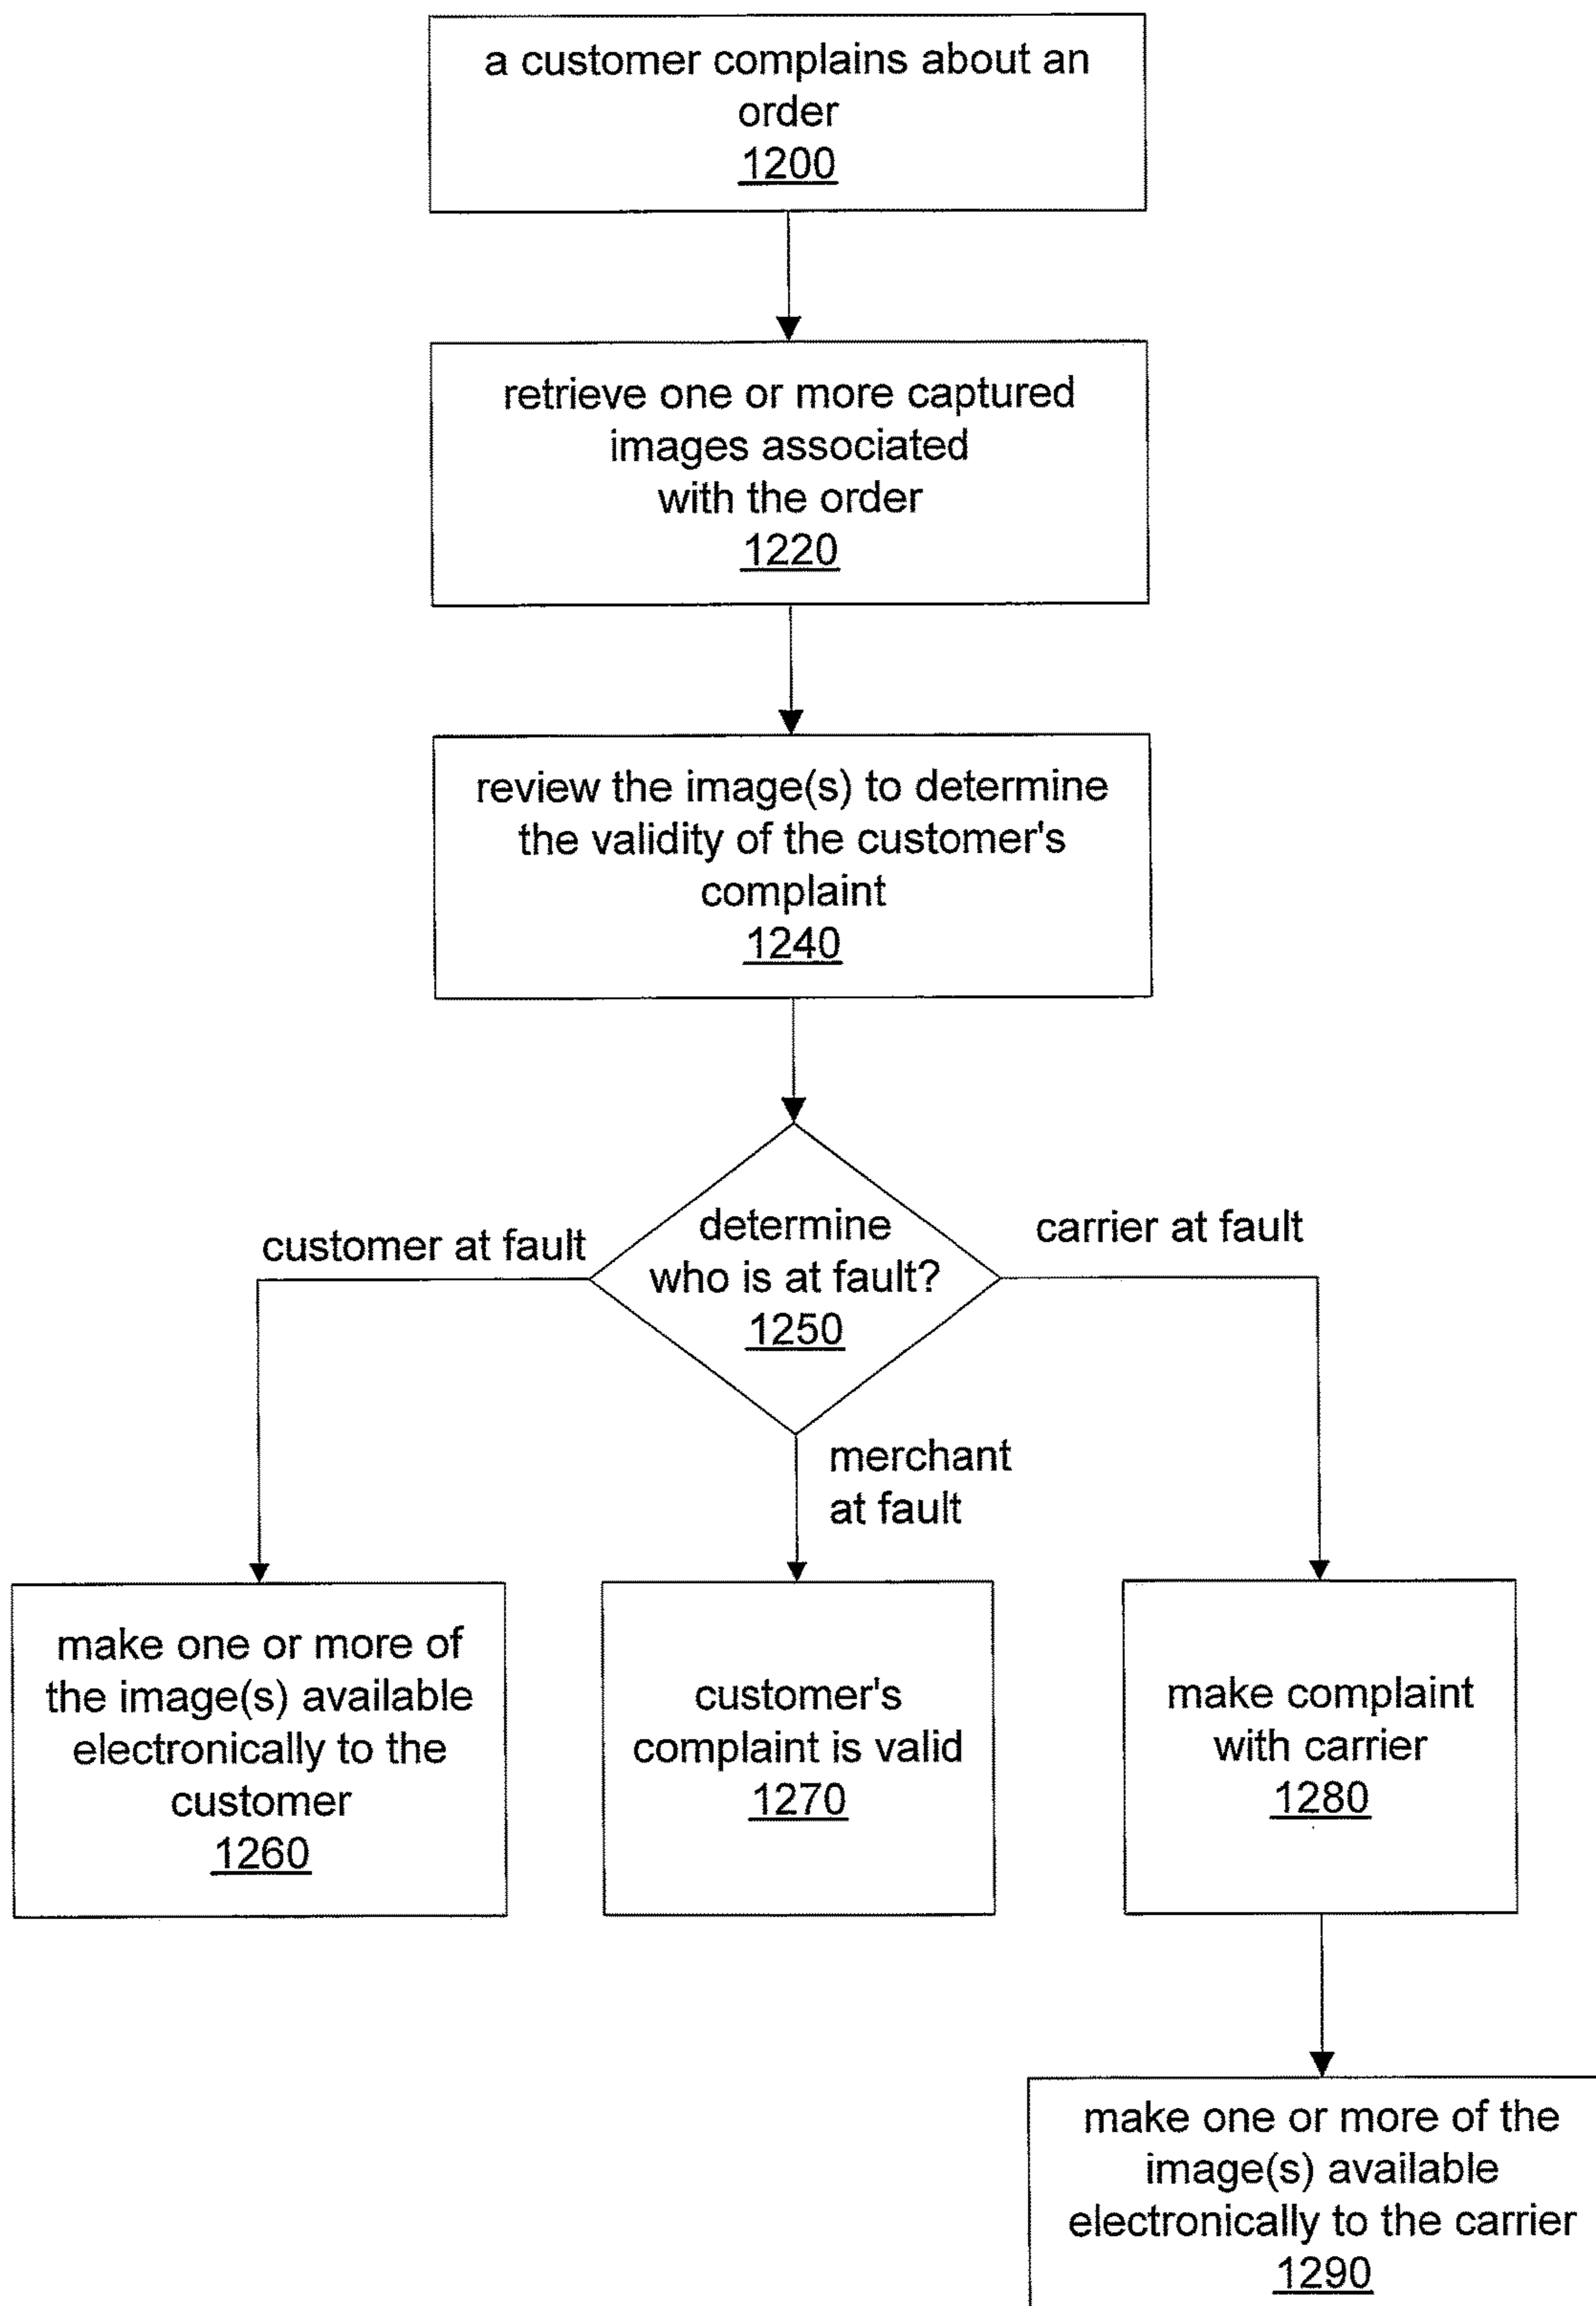 a customer complains about an
order
1200
retrieve one or more captured
images associated
with the order
1220
review the image(s) to determine
the validity of the customer's
complaint
1240
determine
who is at fault?
1250
customer at fault
carrier at fault
merchant
at fault
make one or more of
the image(s) available
electronically to the
customer
1260
customer's
complaint is valid
1270
make complaint
with carrier
1280
make one or more of the
image(s) available
electronically to the carrier
1290